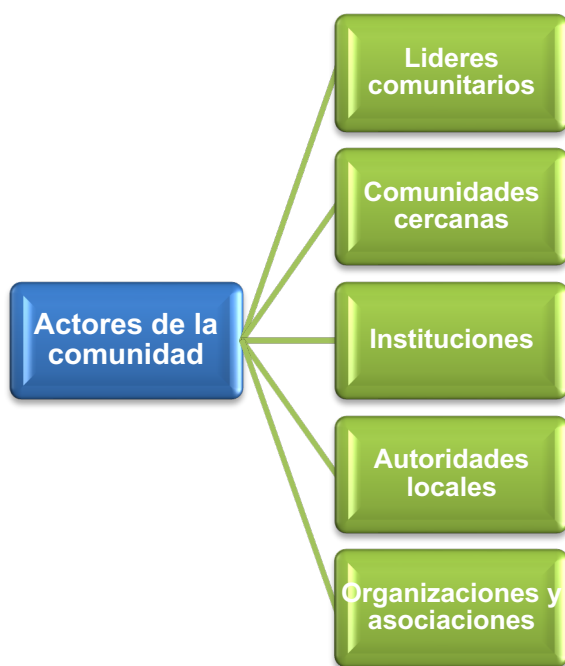 Lideres
comunitarios
Comunidades
cercanas
Actores de la
comunidad
Instituciones
Autoridades
locales
Organizaciones y
asociaciones